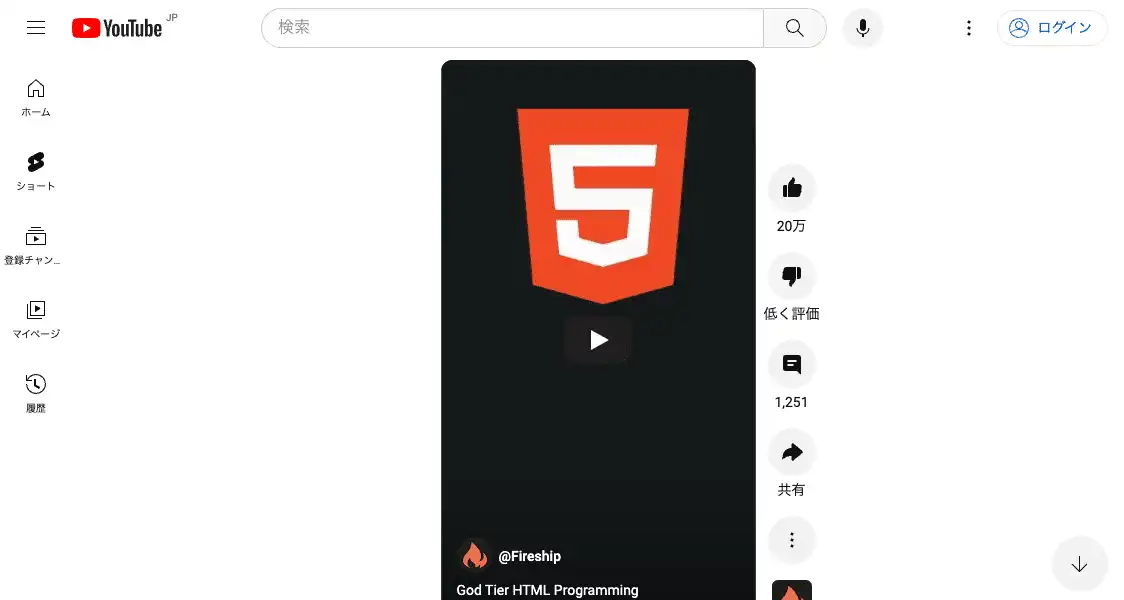 YouTube JP
検索
ログイン
ホーム
ショート
登録チャン...
マイページ
履歴
20万
低く評価
1,251
共有
@Fireship
God Tier HTML Programming